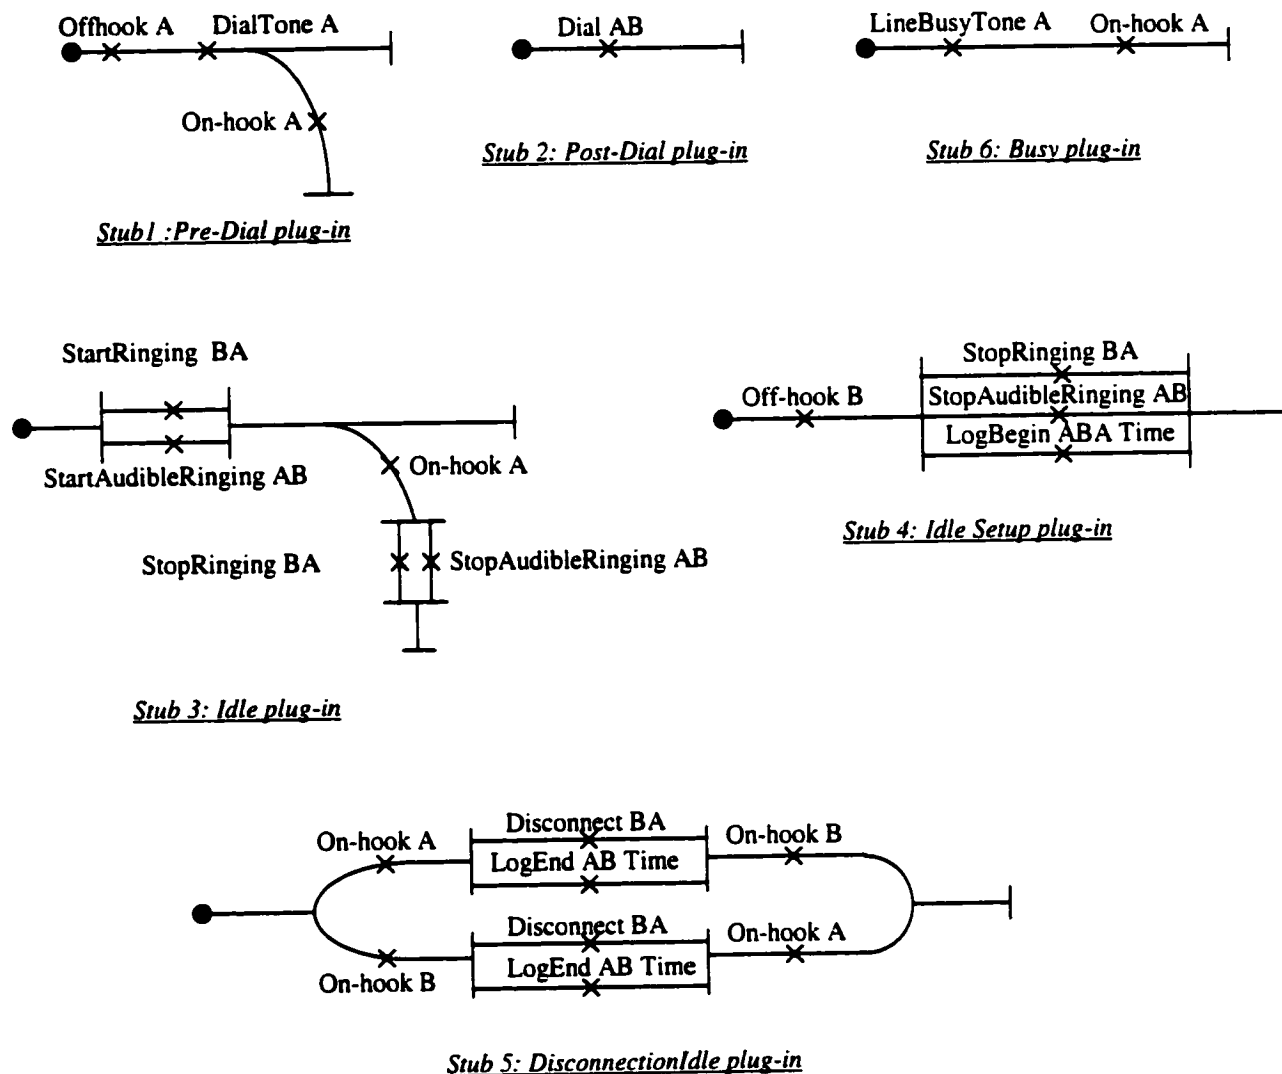 Offhook A
DialTone A
On-hook A
Stub1 :Pre-Dial plug-in
Dial AB
Stub 2: Post-Dial plug-in
LineBusyTone A
On-hook A
Stub 6: Busy plug-in
StartRinging BA
StartAudibleRinging AB
On-hook A
StopRinging BA
StopAudibleRinging AB
Stub 3: Idle plug-in
Off-hook B
StopRinging BA
StopAudibleRinging AB
LogBegin ABA Time
Stub 4: Idle Setup plug-in
On-hook A
Disconnect BA
LogEnd AB Time
On-hook B
On-hook B
Disconnect BA
LogEnd AB Time
On-hook A
Stub 5: DisconnectionIdle plug-in